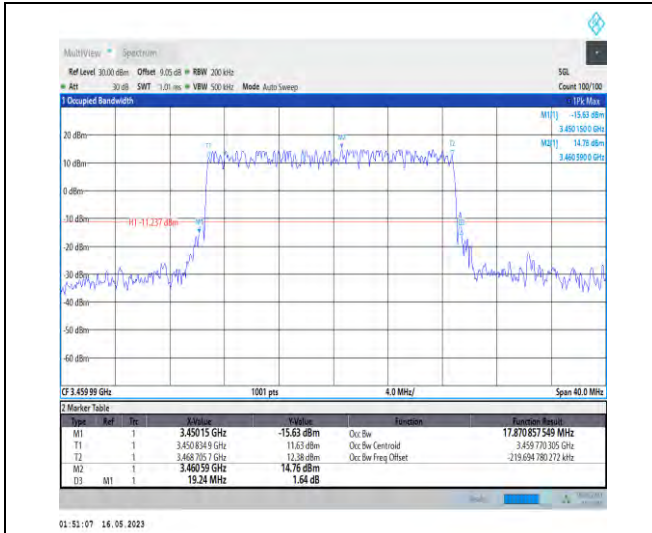 MultiView Spectrum
Ref Level 30.00 dBm Offset 9.05 dB RBW 200 kHz SGL
Att 30 dB SWT 1.01 ms VBW 500 kHz Mode Auto Sweep Count 100/100
1 Occupied Bandwidth 1Pk Max
M1[1] -15.63 dBm
3.450 150 0 GHz
M2[1] 14.76 dBm
3.460 590 0 GHz
20 dBm
T1 M2 T2
10 dBm
0 dBm
-10 dBm
H1 -11.237 dBm M1 D3
-30 dBm
-40 dBm
-50 dBm
-60 dBm
CF 3.459 99 GHz 1001 pts 4.0 MHz/ Span 40.0 MHz
2 Marker Table
Type Ref Trc X-Value Y-Value Function Function Result
M1 1 3.45015 GHz -15.63 dBm Occ Bw 17.870 857 549 MHz
T1 1 3.450 834 9 GHz 11.63 dBm Occ Bw Centroid 3.459 770 305 GHz
T2 1 3.468 705 7 GHz 12.38 dBm Occ Bw Freq Offset -219.694 780 272 kHz
M2 1 3.46059 GHz 14.76 dBm
D3 M1 1 19.24 MHz 1.64 dB
01:51:07 16.05.2023